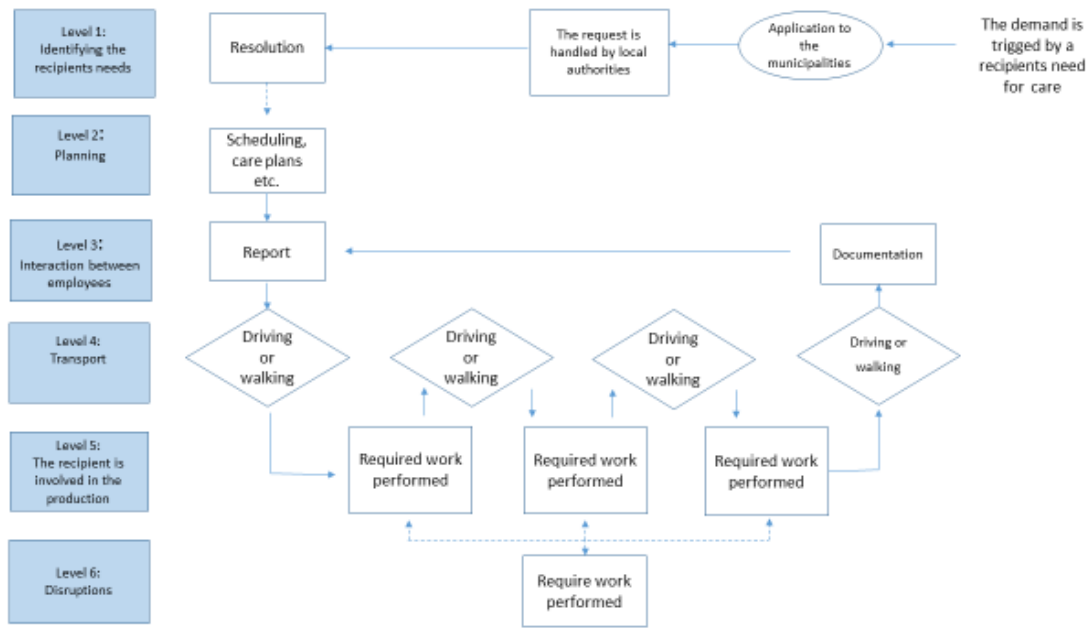 Level 1:
Identifying the
recipients needs
Resolution
The request is
handled by local
authorities
Application to
the
municipalities
The demand is
trigged by a
recipients need
for care
Level 2:
Planning
Scheduling,
care plans
etc.
Level 3:
Interaction between
employees
Report
Documentation
Level 4:
Transport
Driving
or
walking
Driving
or
walking
Driving
or
walking
Driving or
walking
Level 5:
The recipient is
involved in the
production
Required work
performed
Required work
performed
Required work
performed
Level 6:
Disruptions
Require work
performed